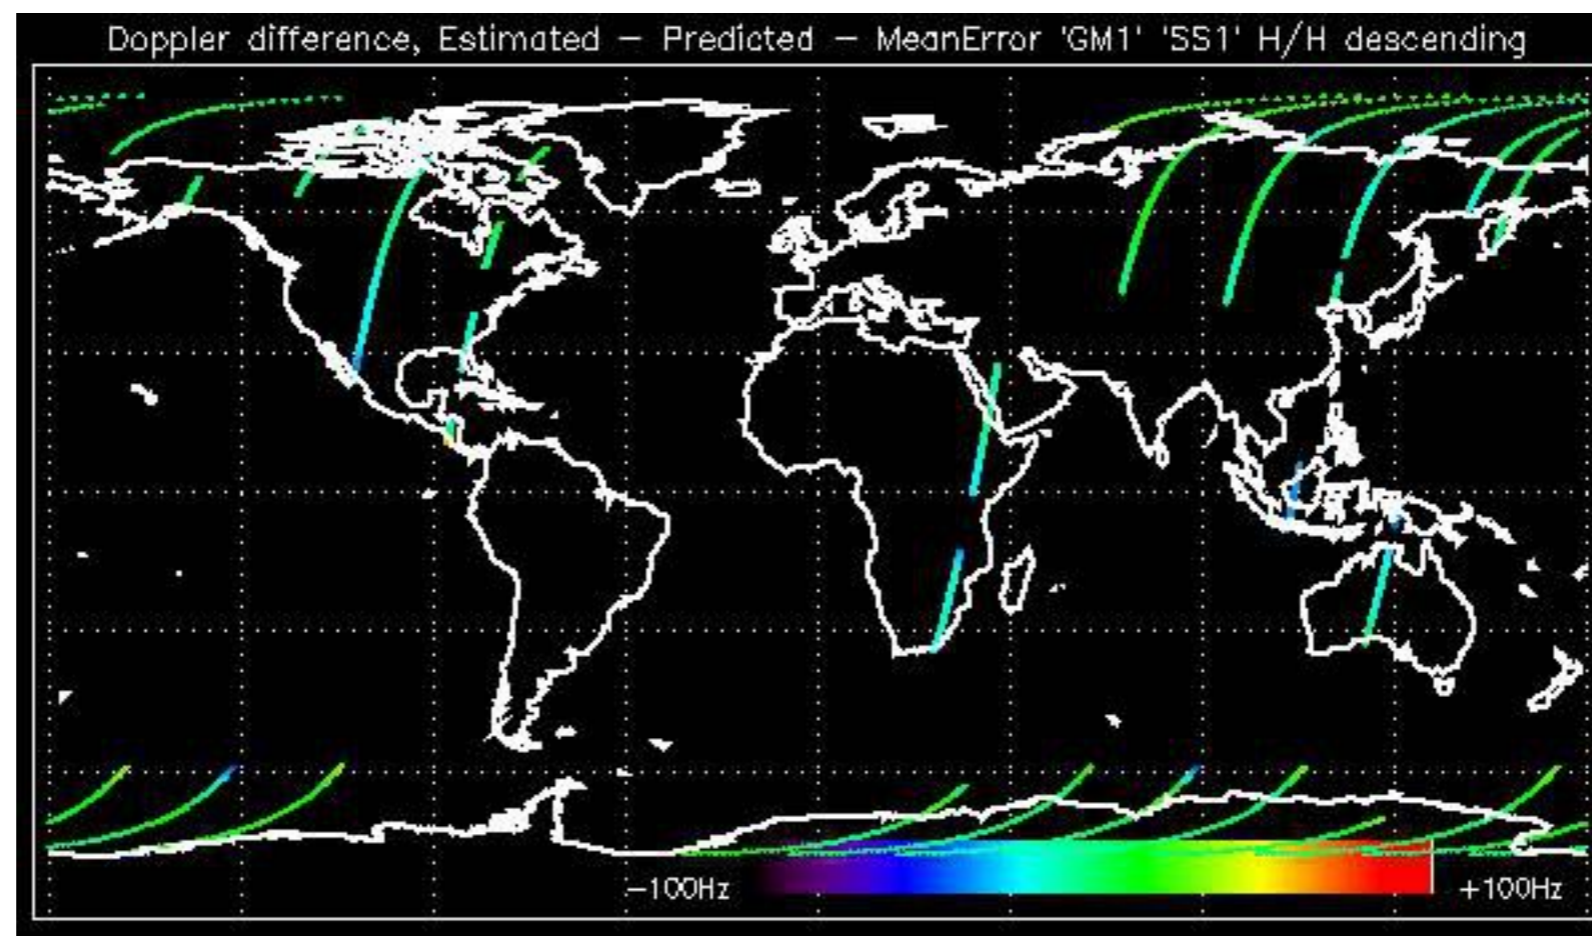 Doppler difference, Estimated — Predicted — MeanError 'GM1' 'SS1' H/H descending
−100Hz
+100Hz